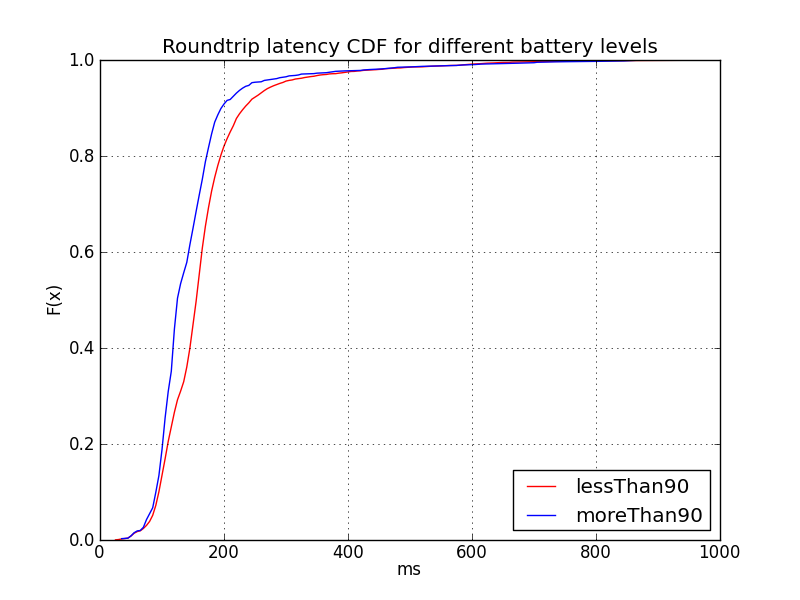 Roundtrip latency CDF for different battery levels
1.0
0.8
0.6
0.4
0.2
0.0
F(x)
0 200 400 600 800 1000
ms
lessThan90
moreThan90